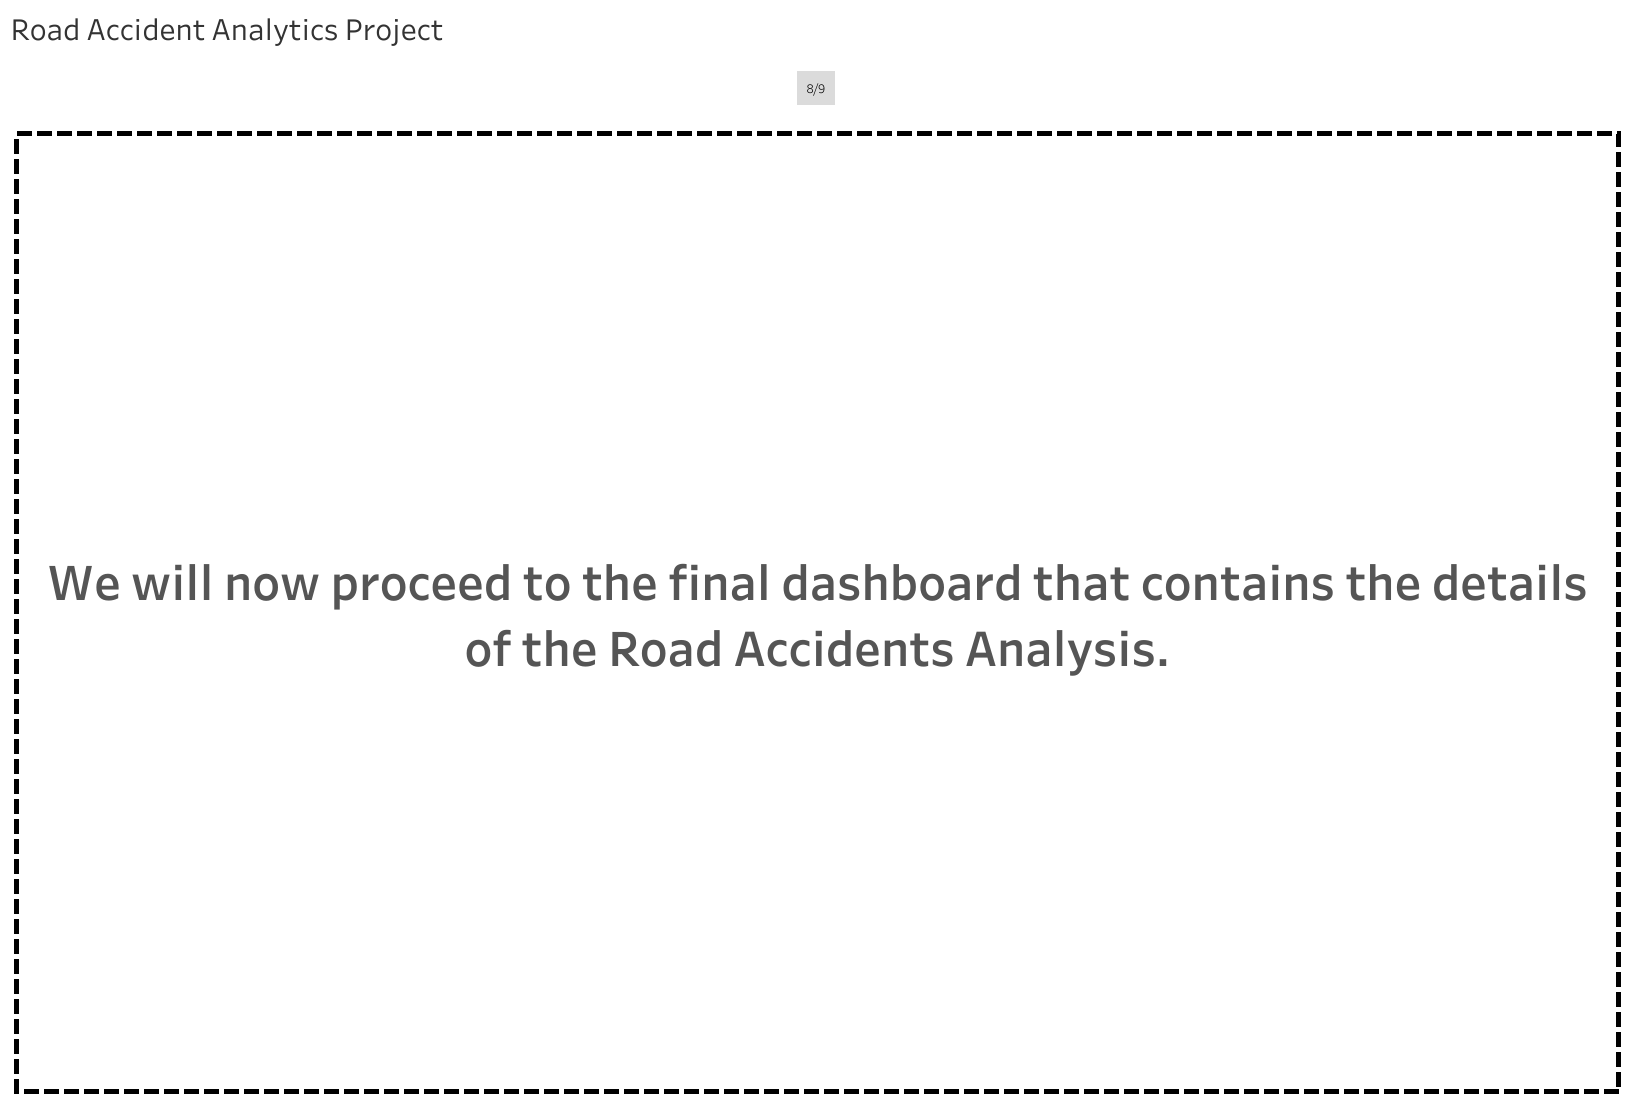 Road Accident Analytics Project
8/9
We will now proceed to the final dashboard that contains the details
of the Road Accidents Analysis.